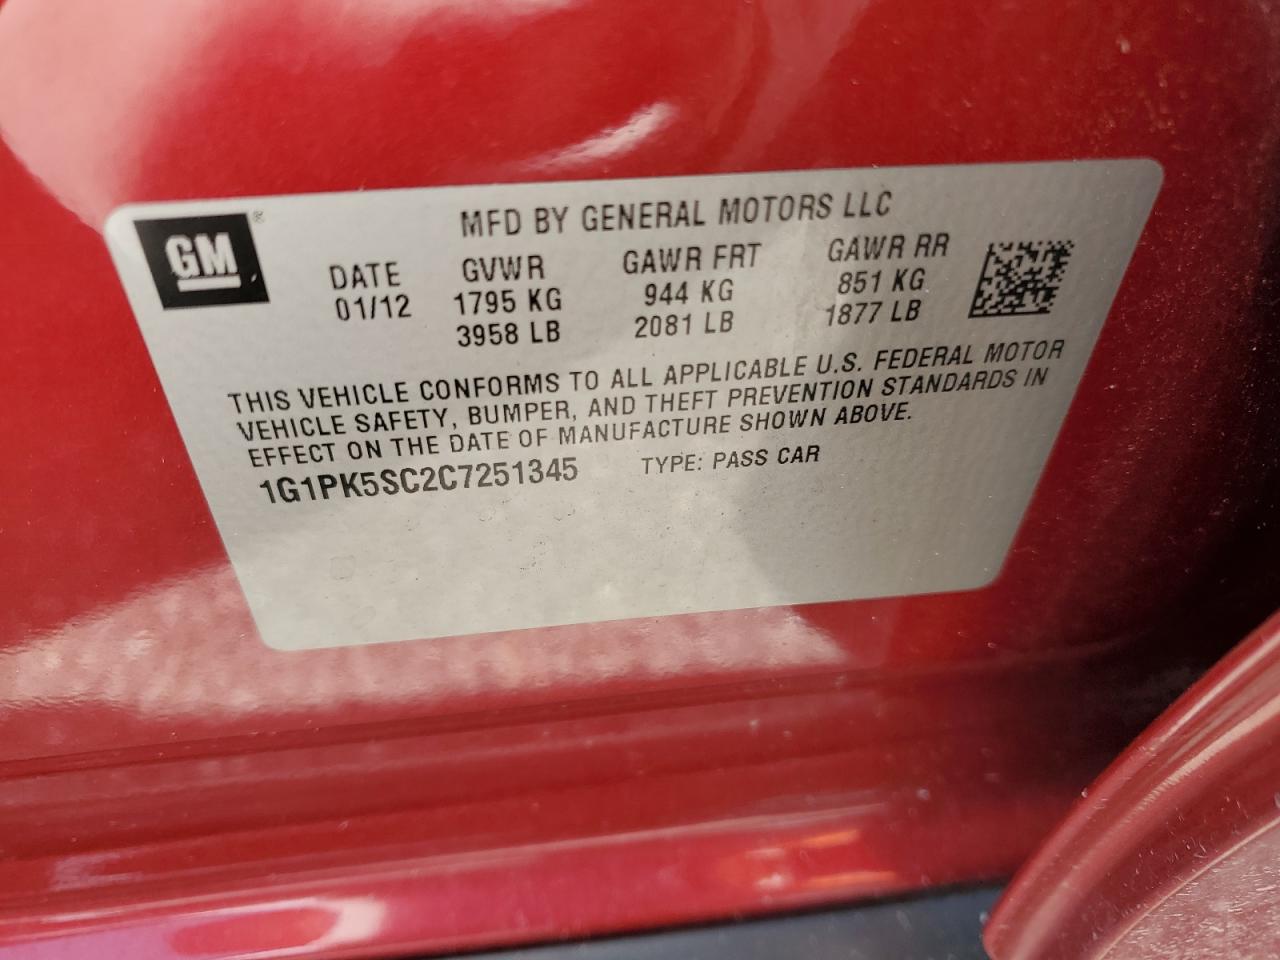 GM ®
MFD BY GENERAL MOTORS LLC
DATE GVWR GAWR FRT GAWR RR
01/12 1795 KG 944 KG 851 KG
3958 LB 2081 LB 1877 LB
THIS VEHICLE CONFORMS TO ALL APPLICABLE U.S. FEDERAL MOTOR
VEHICLE SAFETY, BUMPER, AND THEFT PREVENTION STANDARDS IN
EFFECT ON THE DATE OF MANUFACTURE SHOWN ABOVE.
1G1PK5SC2C7251345 TYPE: PASS CAR